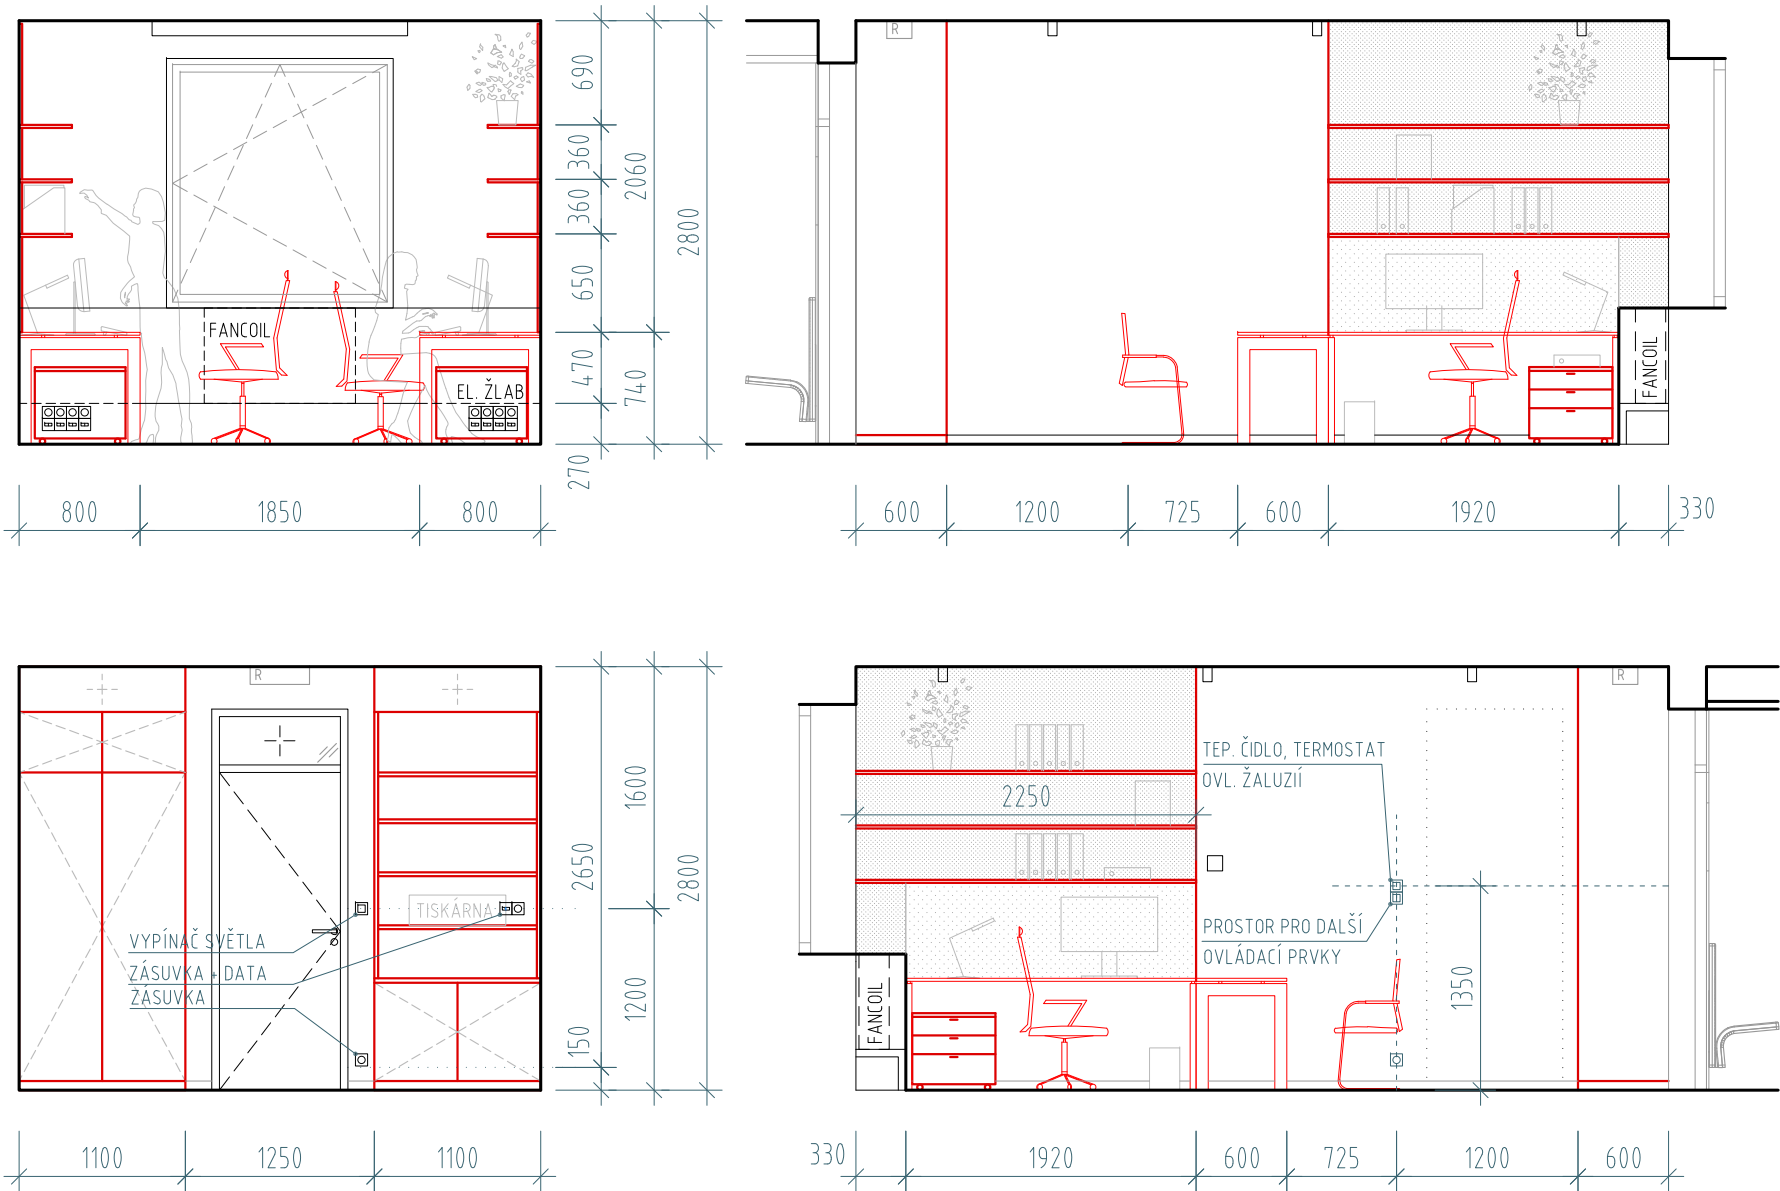 R
690
360
360
2060
2800
650
FANCOIL
470
740
EL. ŽLAB
FANCOIL
270
800
1850
800
600
1200
725
600
1920
330
R
R
TEP. ČIDLO, TERMOSTAT
OVL. ŽALUZIÍ
1600
2250
2650
2800
TISKÁRNA
VYPÍNAČ SVĚTLA
ZÁSUVKA + DATA
ZÁSUVKA
PROSTOR PRO DALŠÍ
OVLÁDACÍ PRVKY
1200
1350
150
FANCOIL
1100
1250
1100
330
1920
600
725
1200
600